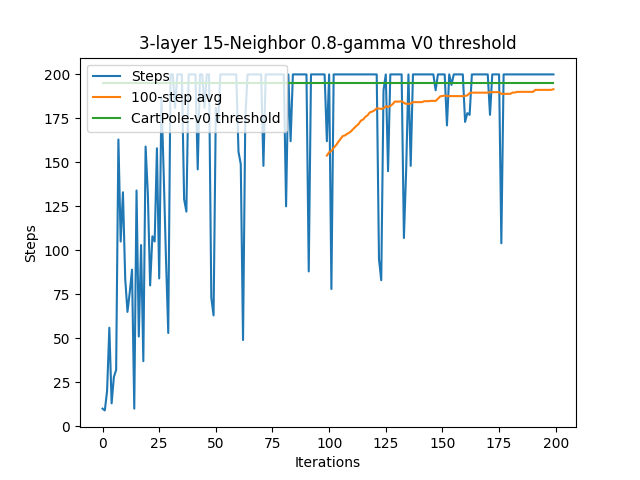 3-layer 15-Neighbor 0.8-gamma V0 threshold
Steps
100-step avg
CartPole-v0 threshold
200
175
150
125
100
75
50
25
0
Steps
0 25 50 75 100 125 150 175 200
Iterations